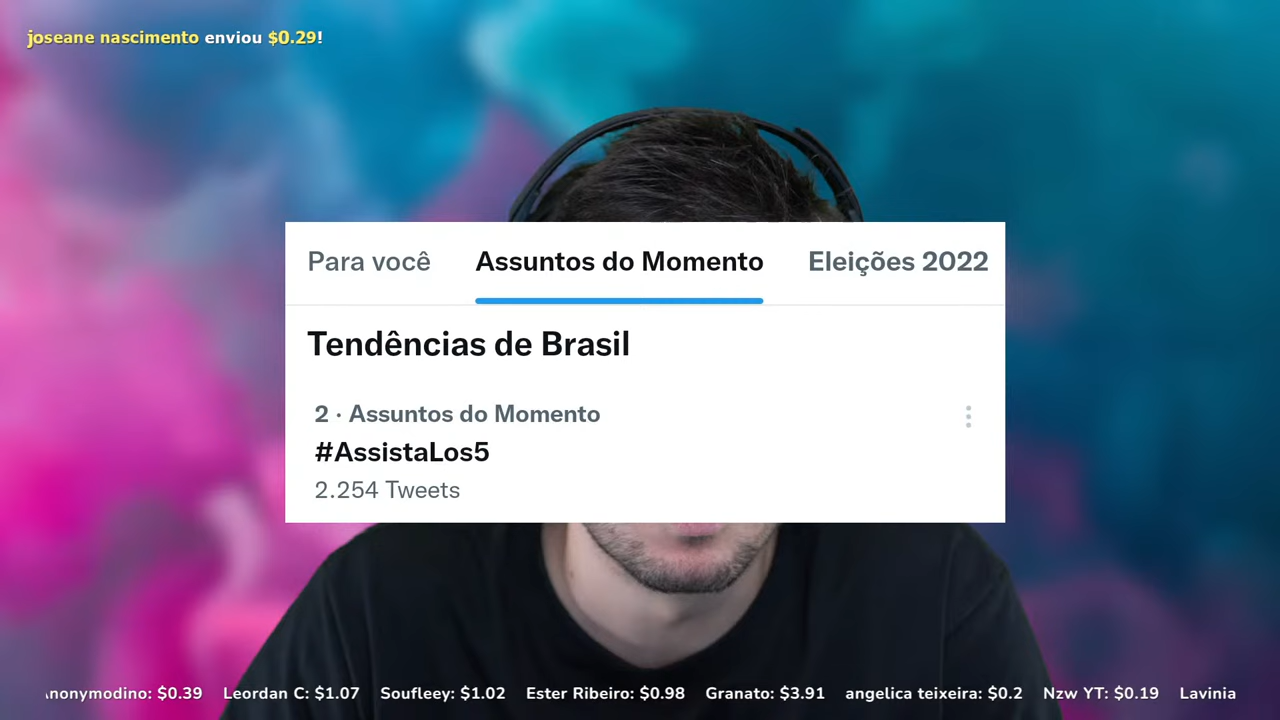 joseane nascimento enviou $0.29!
Para você Assuntos do Momento Eleições 2022
Tendências de Brasil
2 · Assuntos do Momento
#AssistaLos5
2.254 Tweets
nonymodino: $0.39 Leordan C: $1.07 Soufleey: $1.02 Ester Ribeiro: $0.98 Granato: $3.91 angelica teixeira: $0.2 Nzw YT: $0.19 Lavinia